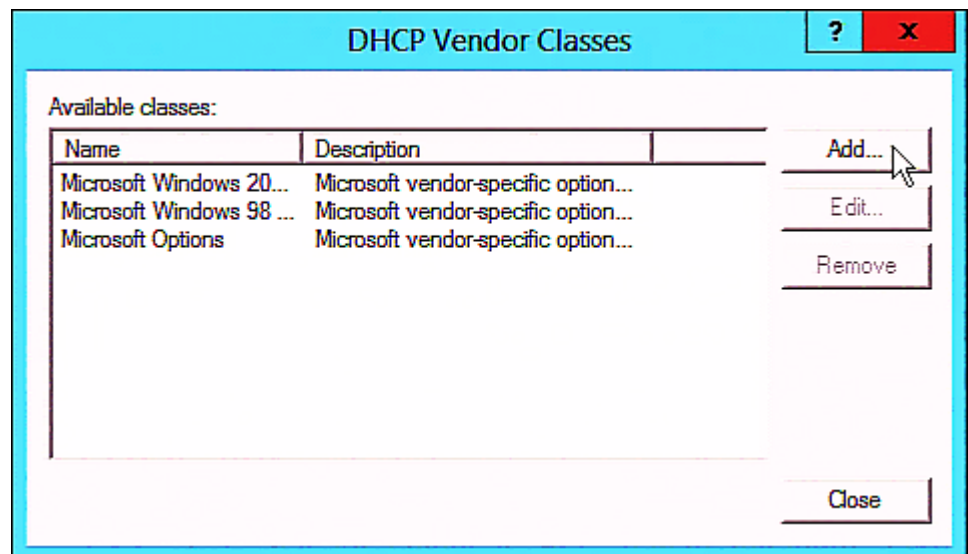 DHCP Vendor Classes ? x
Available classes:
Name Description
Add...
Microsoft Windows 20... Microsoft vendor-specific option...
Microsoft Windows 98 ... Microsoft vendor-specific option...
Edit...
Microsoft Options Microsoft vendor-specific option...
Remove
Close